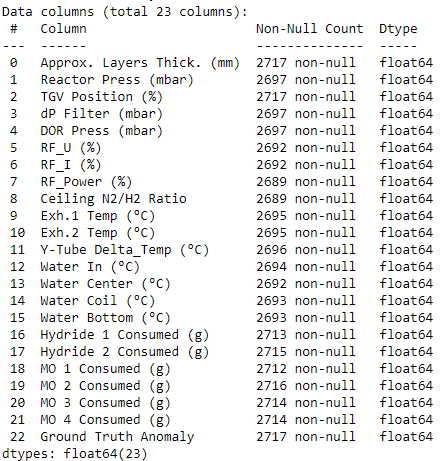 Data columns (total 23 columns):
 #   Column                     Non-Null Count  Dtype
---  ------                     --------------  -----
 0   Approx. Layers Thick. (mm)  2717 non-null   float64
 1   Reactor Press (mbar)        2697 non-null   float64
 2   TGV Position (%)            2717 non-null   float64
 3   dP Filter (mbar)            2697 non-null   float64
 4   DOR Press (mbar)            2697 non-null   float64
 5   RF_U (%)                    2692 non-null   float64
 6   RF_I (%)                    2692 non-null   float64
 7   RF_Power (%)                2689 non-null   float64
 8   Ceiling N2/H2 Ratio         2689 non-null   float64
 9   Exh.1 Temp (°C)             2695 non-null   float64
 10  Exh.2 Temp (°C)             2695 non-null   float64
 11  Y-Tube Delta_Temp (°C)      2696 non-null   float64
 12  Water In (°C)               2694 non-null   float64
 13  Water Center (°C)           2692 non-null   float64
 14  Water Coil (°C)             2693 non-null   float64
 15  Water Bottom (°C)           2693 non-null   float64
 16  Hydride 1 Consumed (g)      2713 non-null   float64
 17  Hydride 2 Consumed (g)      2715 non-null   float64
 18  MO 1 Consumed (g)           2712 non-null   float64
 19  MO 2 Consumed (g)           2716 non-null   float64
 20  MO 3 Consumed (g)           2714 non-null   float64
 21  MO 4 Consumed (g)           2714 non-null   float64
 22  Ground Truth Anomaly        2717 non-null   float64
dtypes: float64(23)